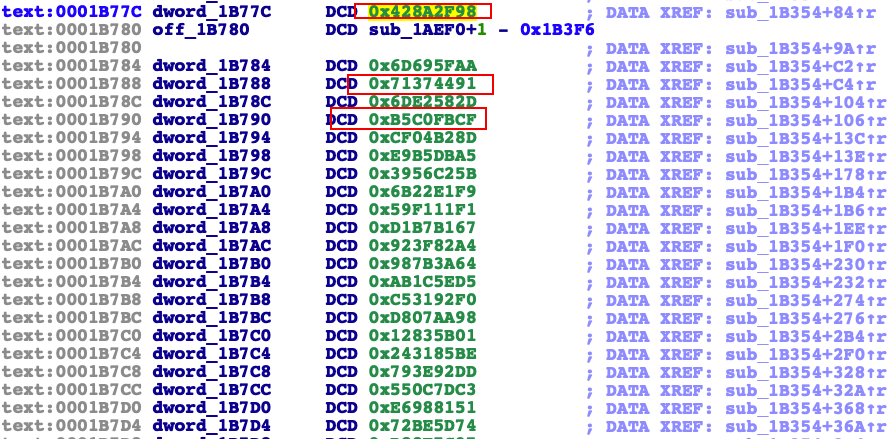 text:0001B77C dword_1B77C DCD 0x428A2F98 ; DATA XREF: sub_1B354+84↑r
text:0001B780 off_1B780 DCD sub_1AEF0+1 - 0x1B3F6
text:0001B780 ; DATA XREF: sub_1B354+9A↑r
text:0001B784 dword_1B784 DCD 0x6D695FAA ; DATA XREF: sub_1B354+C2↑r
text:0001B788 dword_1B788 DCD 0x71374491 ; DATA XREF: sub_1B354+C4↑r
text:0001B78C dword_1B78C DCD 0x6DE2582D ; DATA XREF: sub_1B354+104↑r
text:0001B790 dword_1B790 DCD 0xB5C0FBCF ; DATA XREF: sub_1B354+106↑r
text:0001B794 dword_1B794 DCD 0xCF04B28D ; DATA XREF: sub_1B354+13C↑r
text:0001B798 dword_1B798 DCD 0xE9B5DBA5 ; DATA XREF: sub_1B354+13E↑r
text:0001B79C dword_1B79C DCD 0x3956C25B ; DATA XREF: sub_1B354+178↑r
text:0001B7A0 dword_1B7A0 DCD 0x6B22E1F9 ; DATA XREF: sub_1B354+1B4↑r
text:0001B7A4 dword_1B7A4 DCD 0x59F111F1 ; DATA XREF: sub_1B354+1B6↑r
text:0001B7A8 dword_1B7A8 DCD 0xD1B7B167 ; DATA XREF: sub_1B354+1EE↑r
text:0001B7AC dword_1B7AC DCD 0x923F82A4 ; DATA XREF: sub_1B354+1F0↑r
text:0001B7B0 dword_1B7B0 DCD 0x987B3A64 ; DATA XREF: sub_1B354+230↑r
text:0001B7B4 dword_1B7B4 DCD 0xAB1C5ED5 ; DATA XREF: sub_1B354+232↑r
text:0001B7B8 dword_1B7B8 DCD 0xC53192F0 ; DATA XREF: sub_1B354+274↑r
text:0001B7BC dword_1B7BC DCD 0xD807AA98 ; DATA XREF: sub_1B354+276↑r
text:0001B7C0 dword_1B7C0 DCD 0x12835B01 ; DATA XREF: sub_1B354+2B4↑r
text:0001B7C4 dword_1B7C4 DCD 0x243185BE ; DATA XREF: sub_1B354+2F0↑r
text:0001B7C8 dword_1B7C8 DCD 0x793E92DD ; DATA XREF: sub_1B354+328↑r
text:0001B7CC dword_1B7CC DCD 0x550C7DC3 ; DATA XREF: sub_1B354+32A↑r
text:0001B7D0 dword_1B7D0 DCD 0xE6988151 ; DATA XREF: sub_1B354+368↑r
text:0001B7D4 dword_1B7D4 DCD 0x72BE5D74 ; DATA XREF: sub_1B354+36A↑r